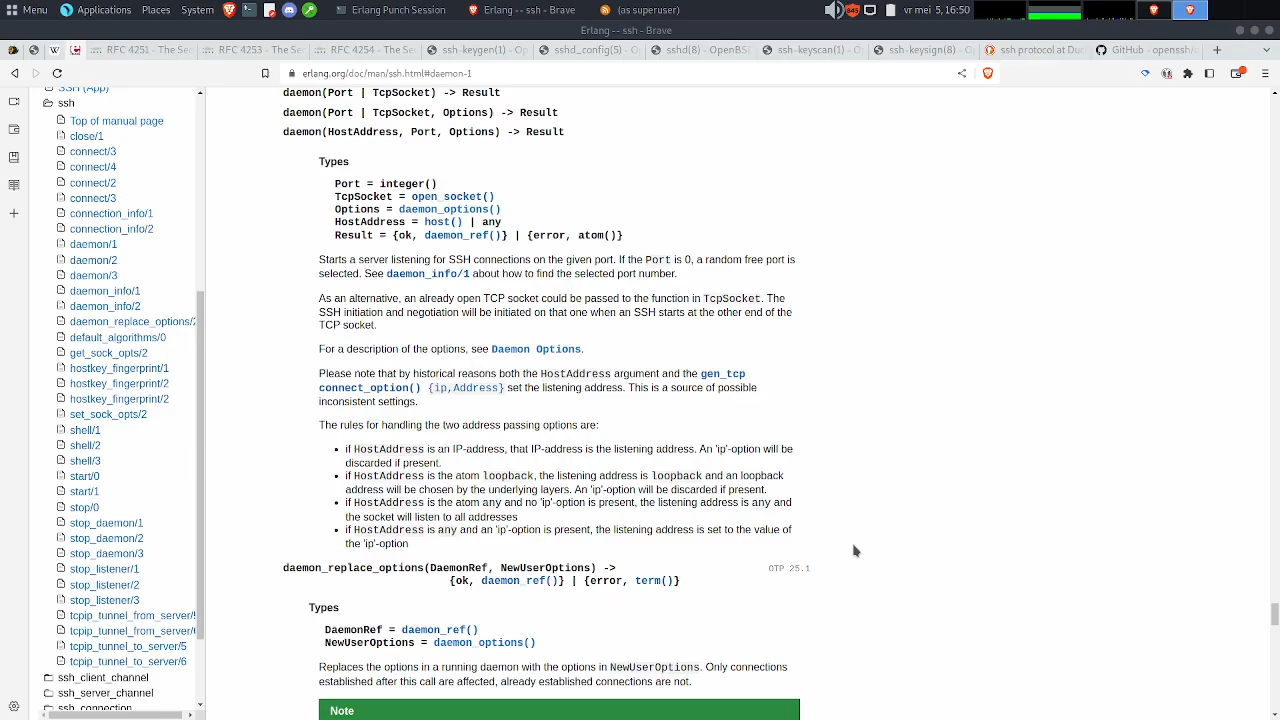 Menu Applications Places System Erlang Punch Session Erlang -- ssh - Brave (as superuser) vr mei 5, 16:50
Erlang -- ssh - Brave
RFC 4251 - The Se RFC 4253 - The Se RFC 4254 - The Se ssh-keygen(1) - Op sshd_config(5) - O sshd(8) - OpenBS ssh-keyscan(1) - O ssh-keysign(8) - O ssh protocol at Duc GitHub - openssh/
erlang.org/doc/man/ssh.html#daemon-1
SSH (App)
ssh
Top of manual page
close/1
connect/3
connect/4
connect/2
connect/3
connection_info/1
connection_info/2
daemon/1
daemon/2
daemon/3
daemon_info/1
daemon_info/2
daemon_replace_options/2
default_algorithms/0
get_sock_opts/2
hostkey_fingerprint/1
hostkey_fingerprint/2
hostkey_fingerprint/2
set_sock_opts/2
shell/1
shell/2
shell/3
start/0
start/1
stop/0
stop_daemon/1
stop_daemon/2
stop_daemon/3
stop_listener/1
stop_listener/2
stop_listener/3
tcpip_tunnel_from_server/
tcpip_tunnel_from_server/
tcpip_tunnel_to_server/5
tcpip_tunnel_to_server/6
ssh_client_channel
ssh_server_channel
ssh_connection
daemon(Port | TcpSocket) -> Result
daemon(Port | TcpSocket, Options) -> Result
daemon(HostAddress, Port, Options) -> Result
Types
Port = integer()
TcpSocket = open_socket()
Options = daemon_options()
HostAddress = host() | any
Result = {ok, daemon_ref()} | {error, atom()}
Starts a server listening for SSH connections on the given port. If the Port is 0, a random free port is
selected. See daemon_info/1 about how to find the selected port number.
As an alternative, an already open TCP socket could be passed to the function in TcpSocket. The
SSH initiation and negotiation will be initiated on that one when an SSH starts at the other end of the
TCP socket.
For a description of the options, see Daemon Options.
Please note that by historical reasons both the HostAddress argument and the gen_tcp
connect_option() {ip,Address} set the listening address. This is a source of possible
inconsistent settings.
The rules for handling the two address passing options are:
• if HostAddress is an IP-address, that IP-address is the listening address. An 'ip'-option will be
discarded if present.
• if HostAddress is the atom loopback, the listening address is loopback and an loopback
address will be chosen by the underlying layers. An 'ip'-option will be discarded if present.
• if HostAddress is the atom any and no 'ip'-option is present, the listening address is any and
the socket will listen to all addresses
• if HostAddress is any and an 'ip'-option is present, the listening address is set to the value of
the 'ip'-option
daemon_replace_options(DaemonRef, NewUserOptions) -> OTP 25.1
{ok, daemon_ref()} | {error, term()}
Types
DaemonRef = daemon_ref()
NewUserOptions = daemon_options()
Replaces the options in a running daemon with the options in NewUserOptions. Only connections
established after this call are affected, already established connections are not.
Note